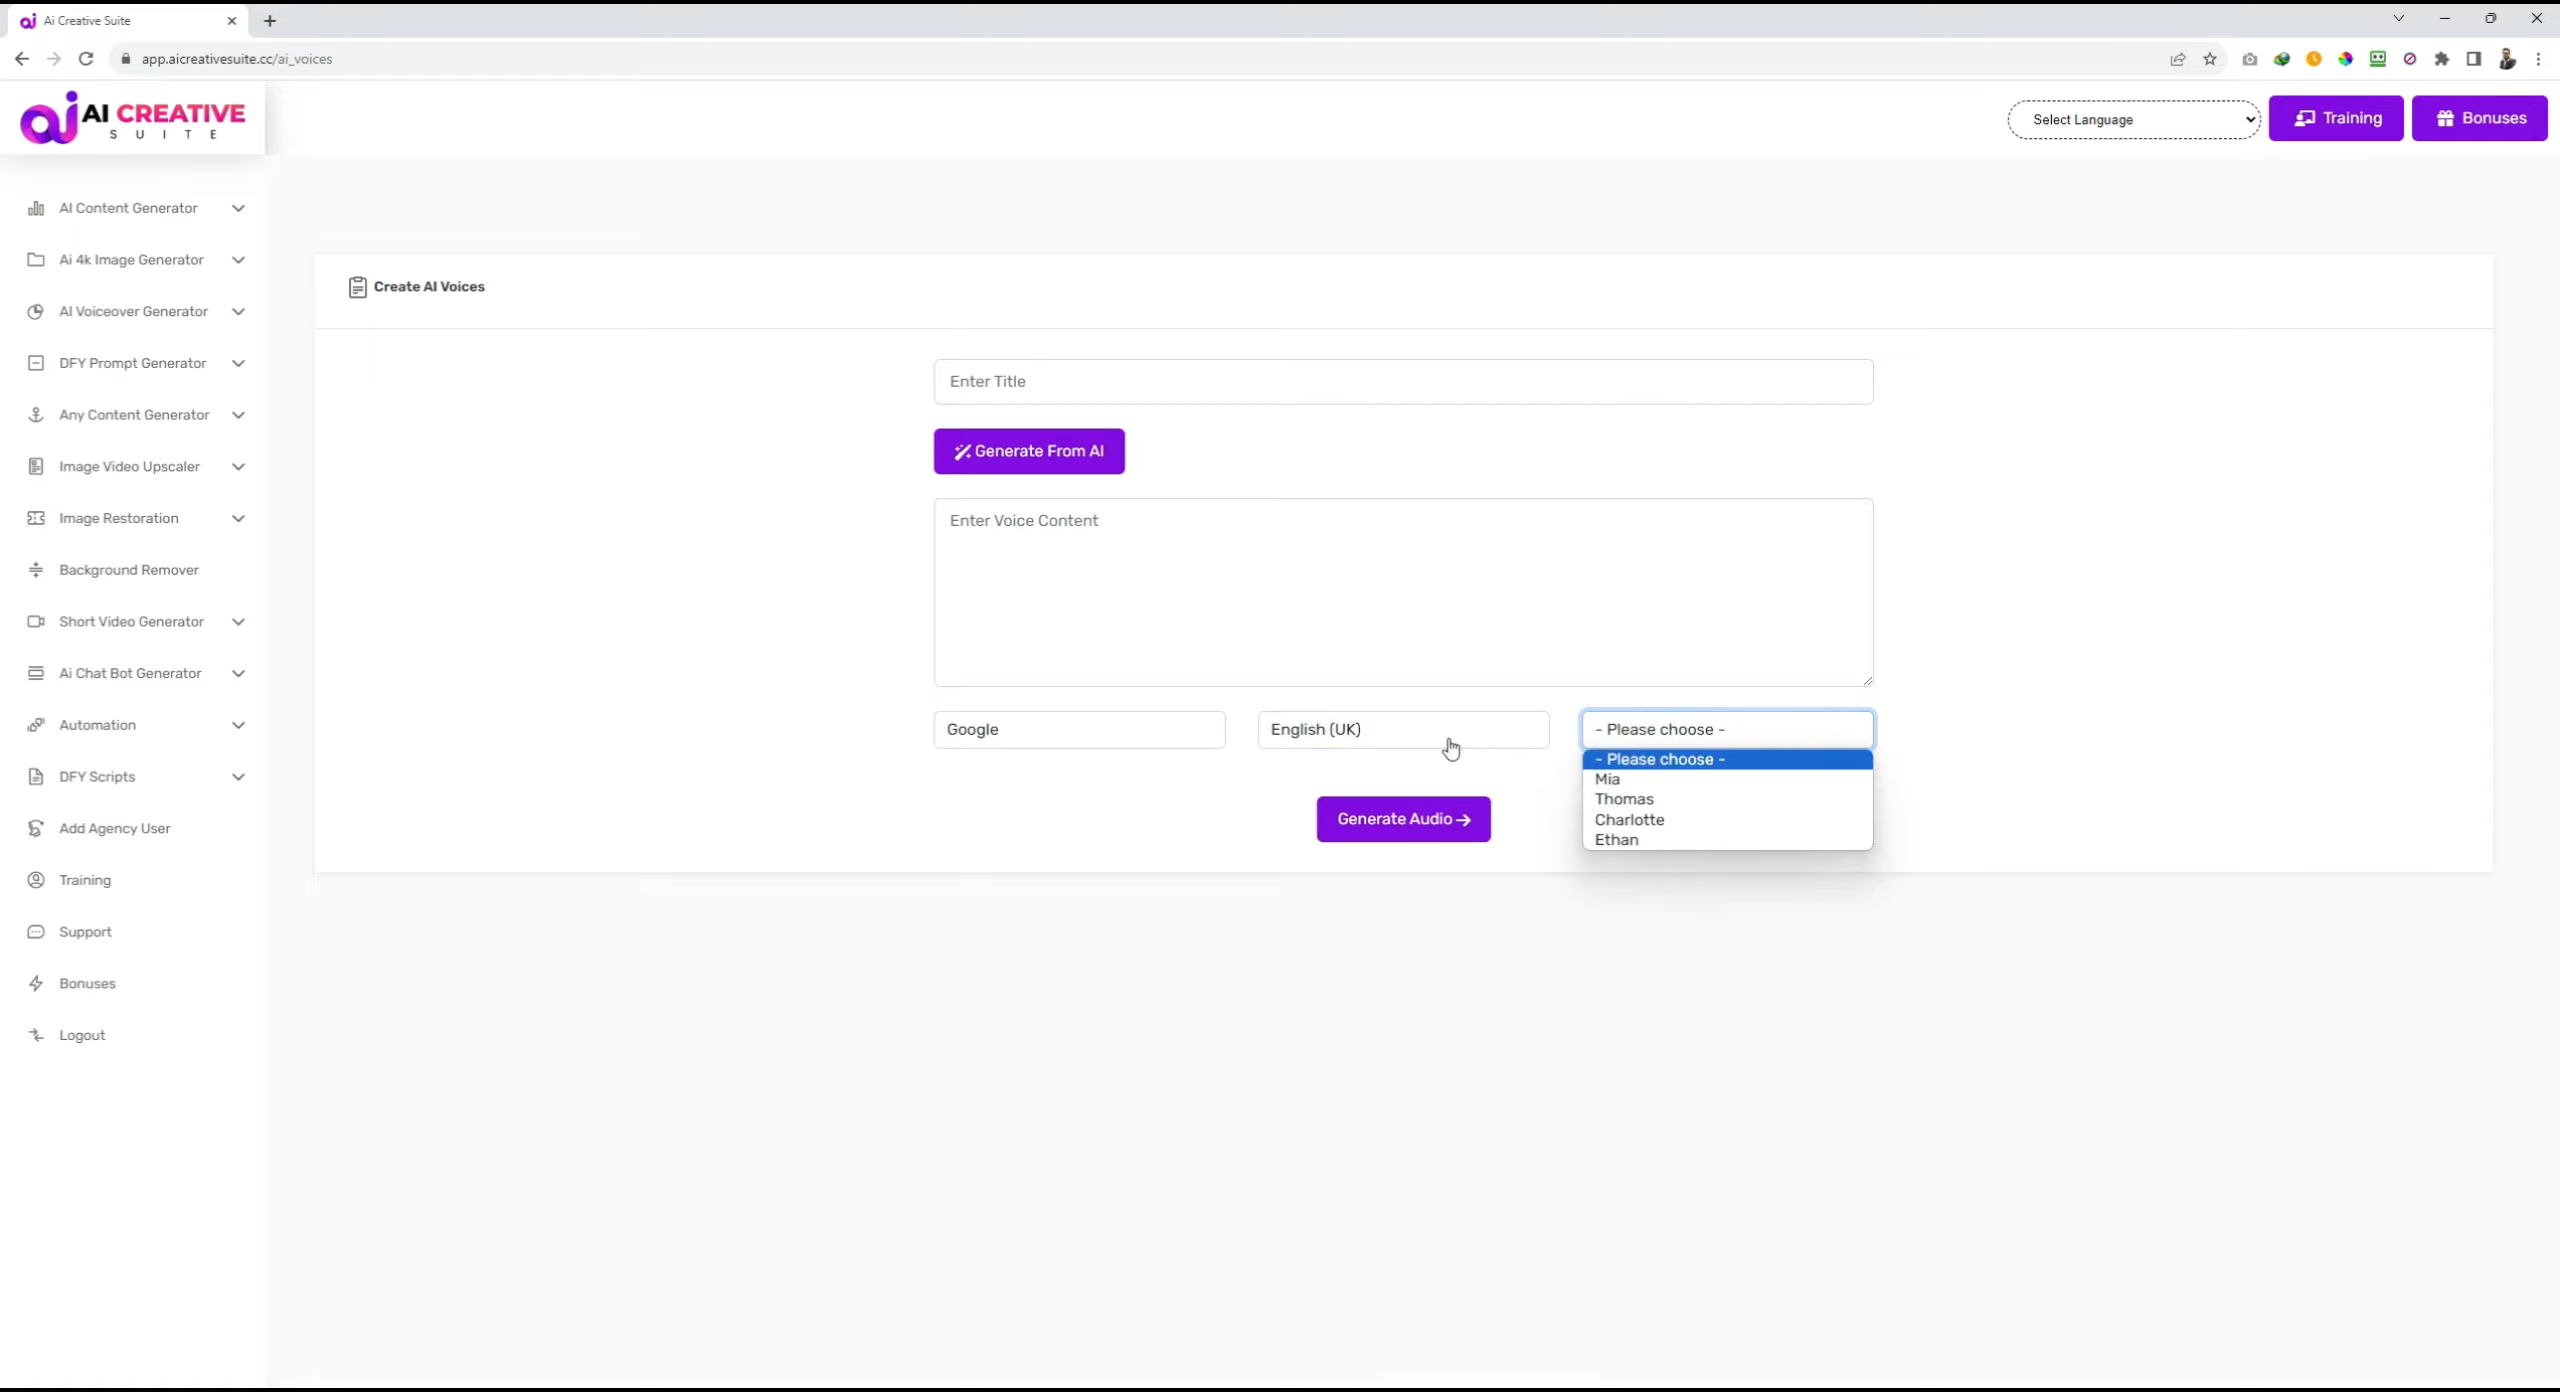 Ai Creative Suite
app.aicreativesuite.cc/ai_voices
AI CREATIVE
SUITE
Select Language
Training
Bonuses
AI Content Generator
Ai 4k Image Generator
AI Voiceover Generator
DFY Prompt Generator
Any Content Generator
Image Video Upscaler
Image Restoration
Background Remover
Short Video Generator
Ai Chat Bot Generator
Automation
DFY Scripts
Add Agency User
Training
Support
Bonuses
Logout
Create AI Voices
Enter Title
Generate From AI
Enter Voice Content
Google
English (UK)
- Please choose -
- Please choose -
Mia
Thomas
Charlotte
Ethan
Generate Audio